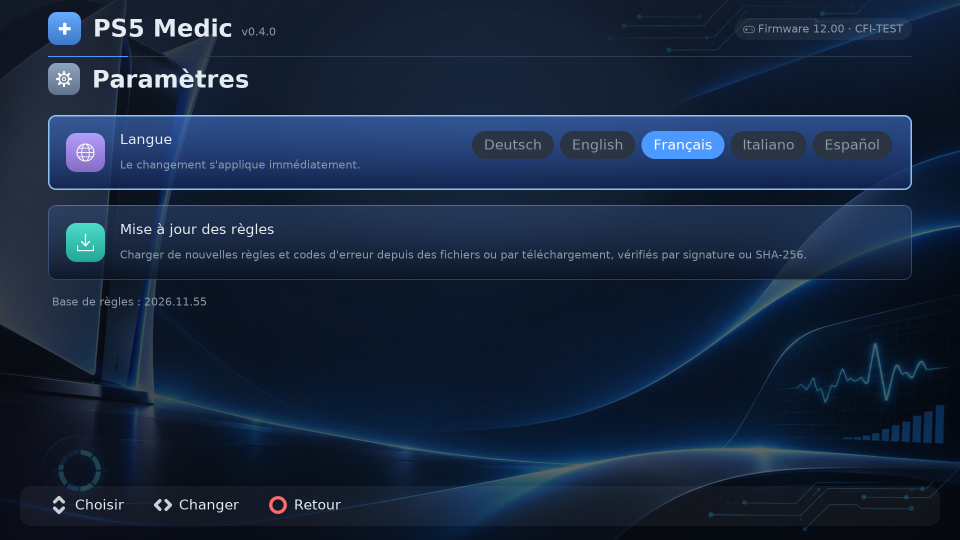 PS5 Medic v0.4.0
Firmware 12.00 · CFI-TEST
Paramètres
Langue
Deutsch English Français Italiano Español
Le changement s'applique immédiatement.
Mise à jour des règles
Charger de nouvelles règles et codes d'erreur depuis des fichiers ou par téléchargement, vérifiés par signature ou SHA-256.
Base de règles : 2026.11.55
Choisir Changer Retour